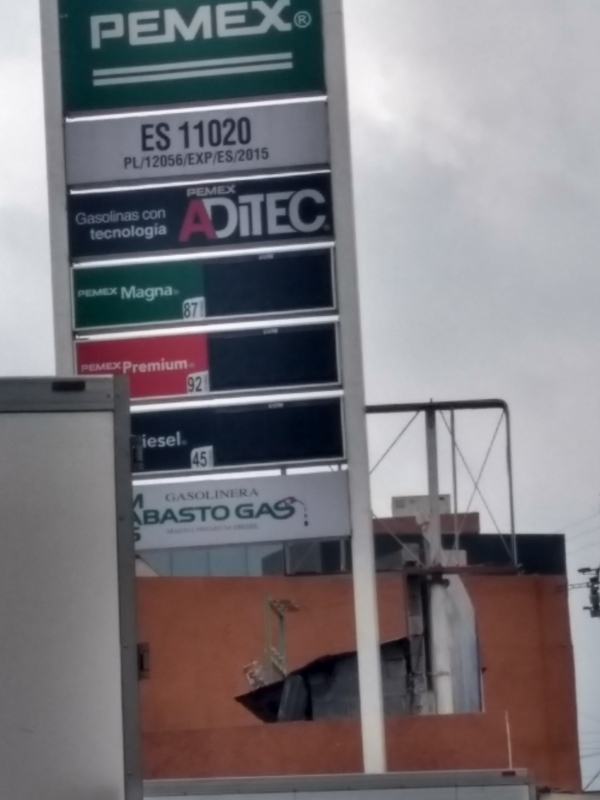 PEMEX®
ES 11020
PL/12056/EXP/ES/2015
Gasolinas con
tecnología
PEMEX
ADITEC
PEMEX Magna
87
PEMEX Premium
92
iesel
45
GASOLINERA
ABASTO GAS